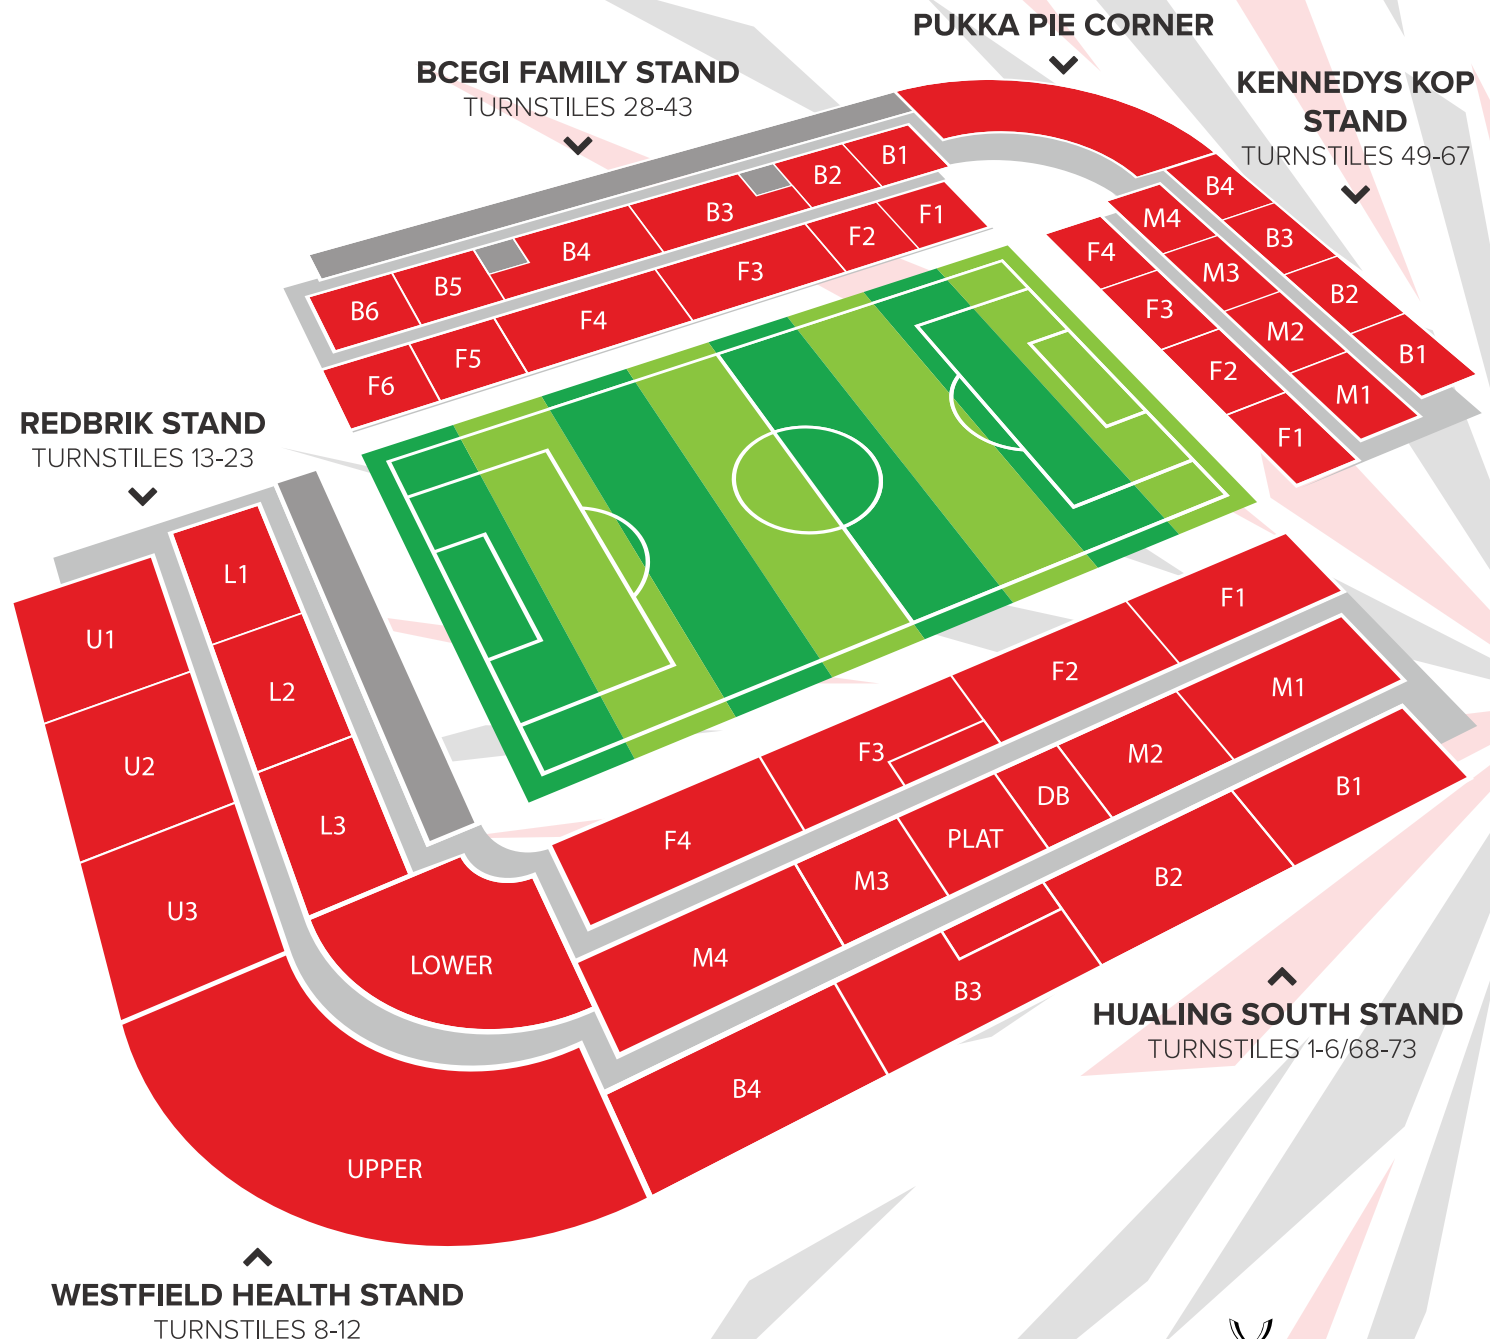 PUKKA PIE CORNER
BCEGI FAMILY STAND
TURNSTILES 28-43
KENNEDYS KOP
STAND
TURNSTILES 49-67
B1
B2
B3
B4
B5
B6
F1
F2
F3
F4
F5
F6
B4
B3
B2
B1
M4
M3
M2
M1
F4
F3
F2
F1
REDBRIK STAND
TURNSTILES 13-23
L1
L2
L3
U1
U2
U3
LOWER
UPPER
F1
F2
F3
F4
M1
M2
DB
PLAT
M3
M4
B1
B2
B3
B4
HUALING SOUTH STAND
TURNSTILES 1-6/68-73
WESTFIELD HEALTH STAND
TURNSTILES 8-12